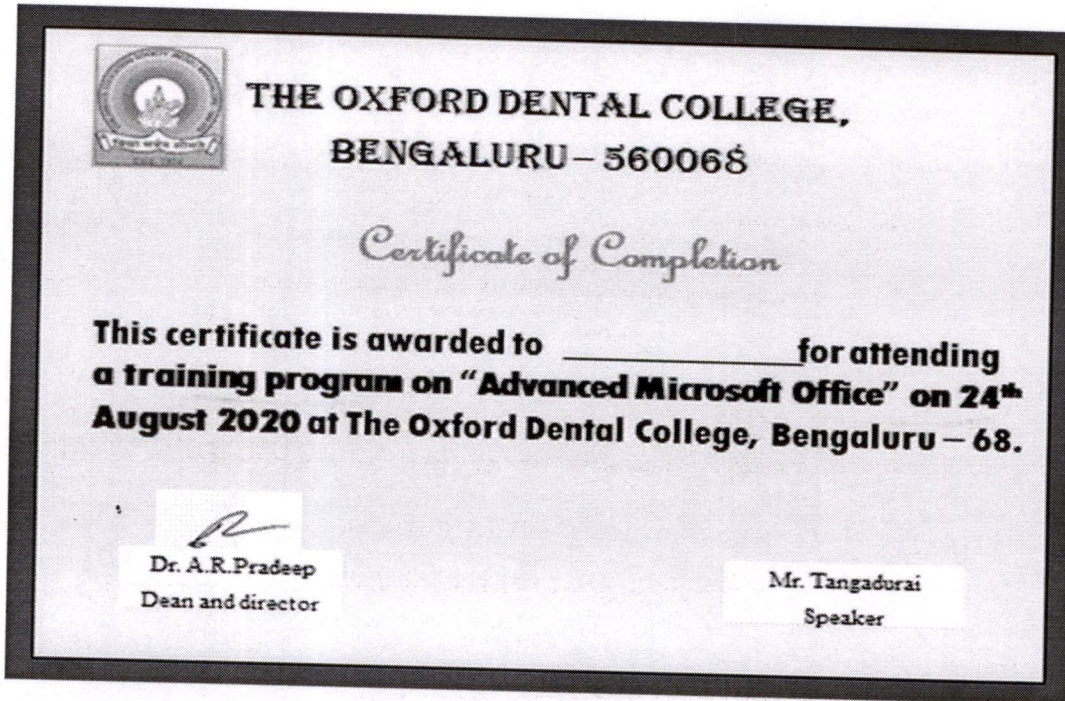 THE OXFORD DENTAL COLLEGE,
BENGALURU – 560068
Certificate of Completion
This certificate is awarded to ____________ for attending
a training program on “Advanced Microsoft Office” on 24th
August 2020 at The Oxford Dental College, Bengaluru – 68.
Dr. A.R.Pradeep
Dean and director
Mr. Tangadurai
Speaker